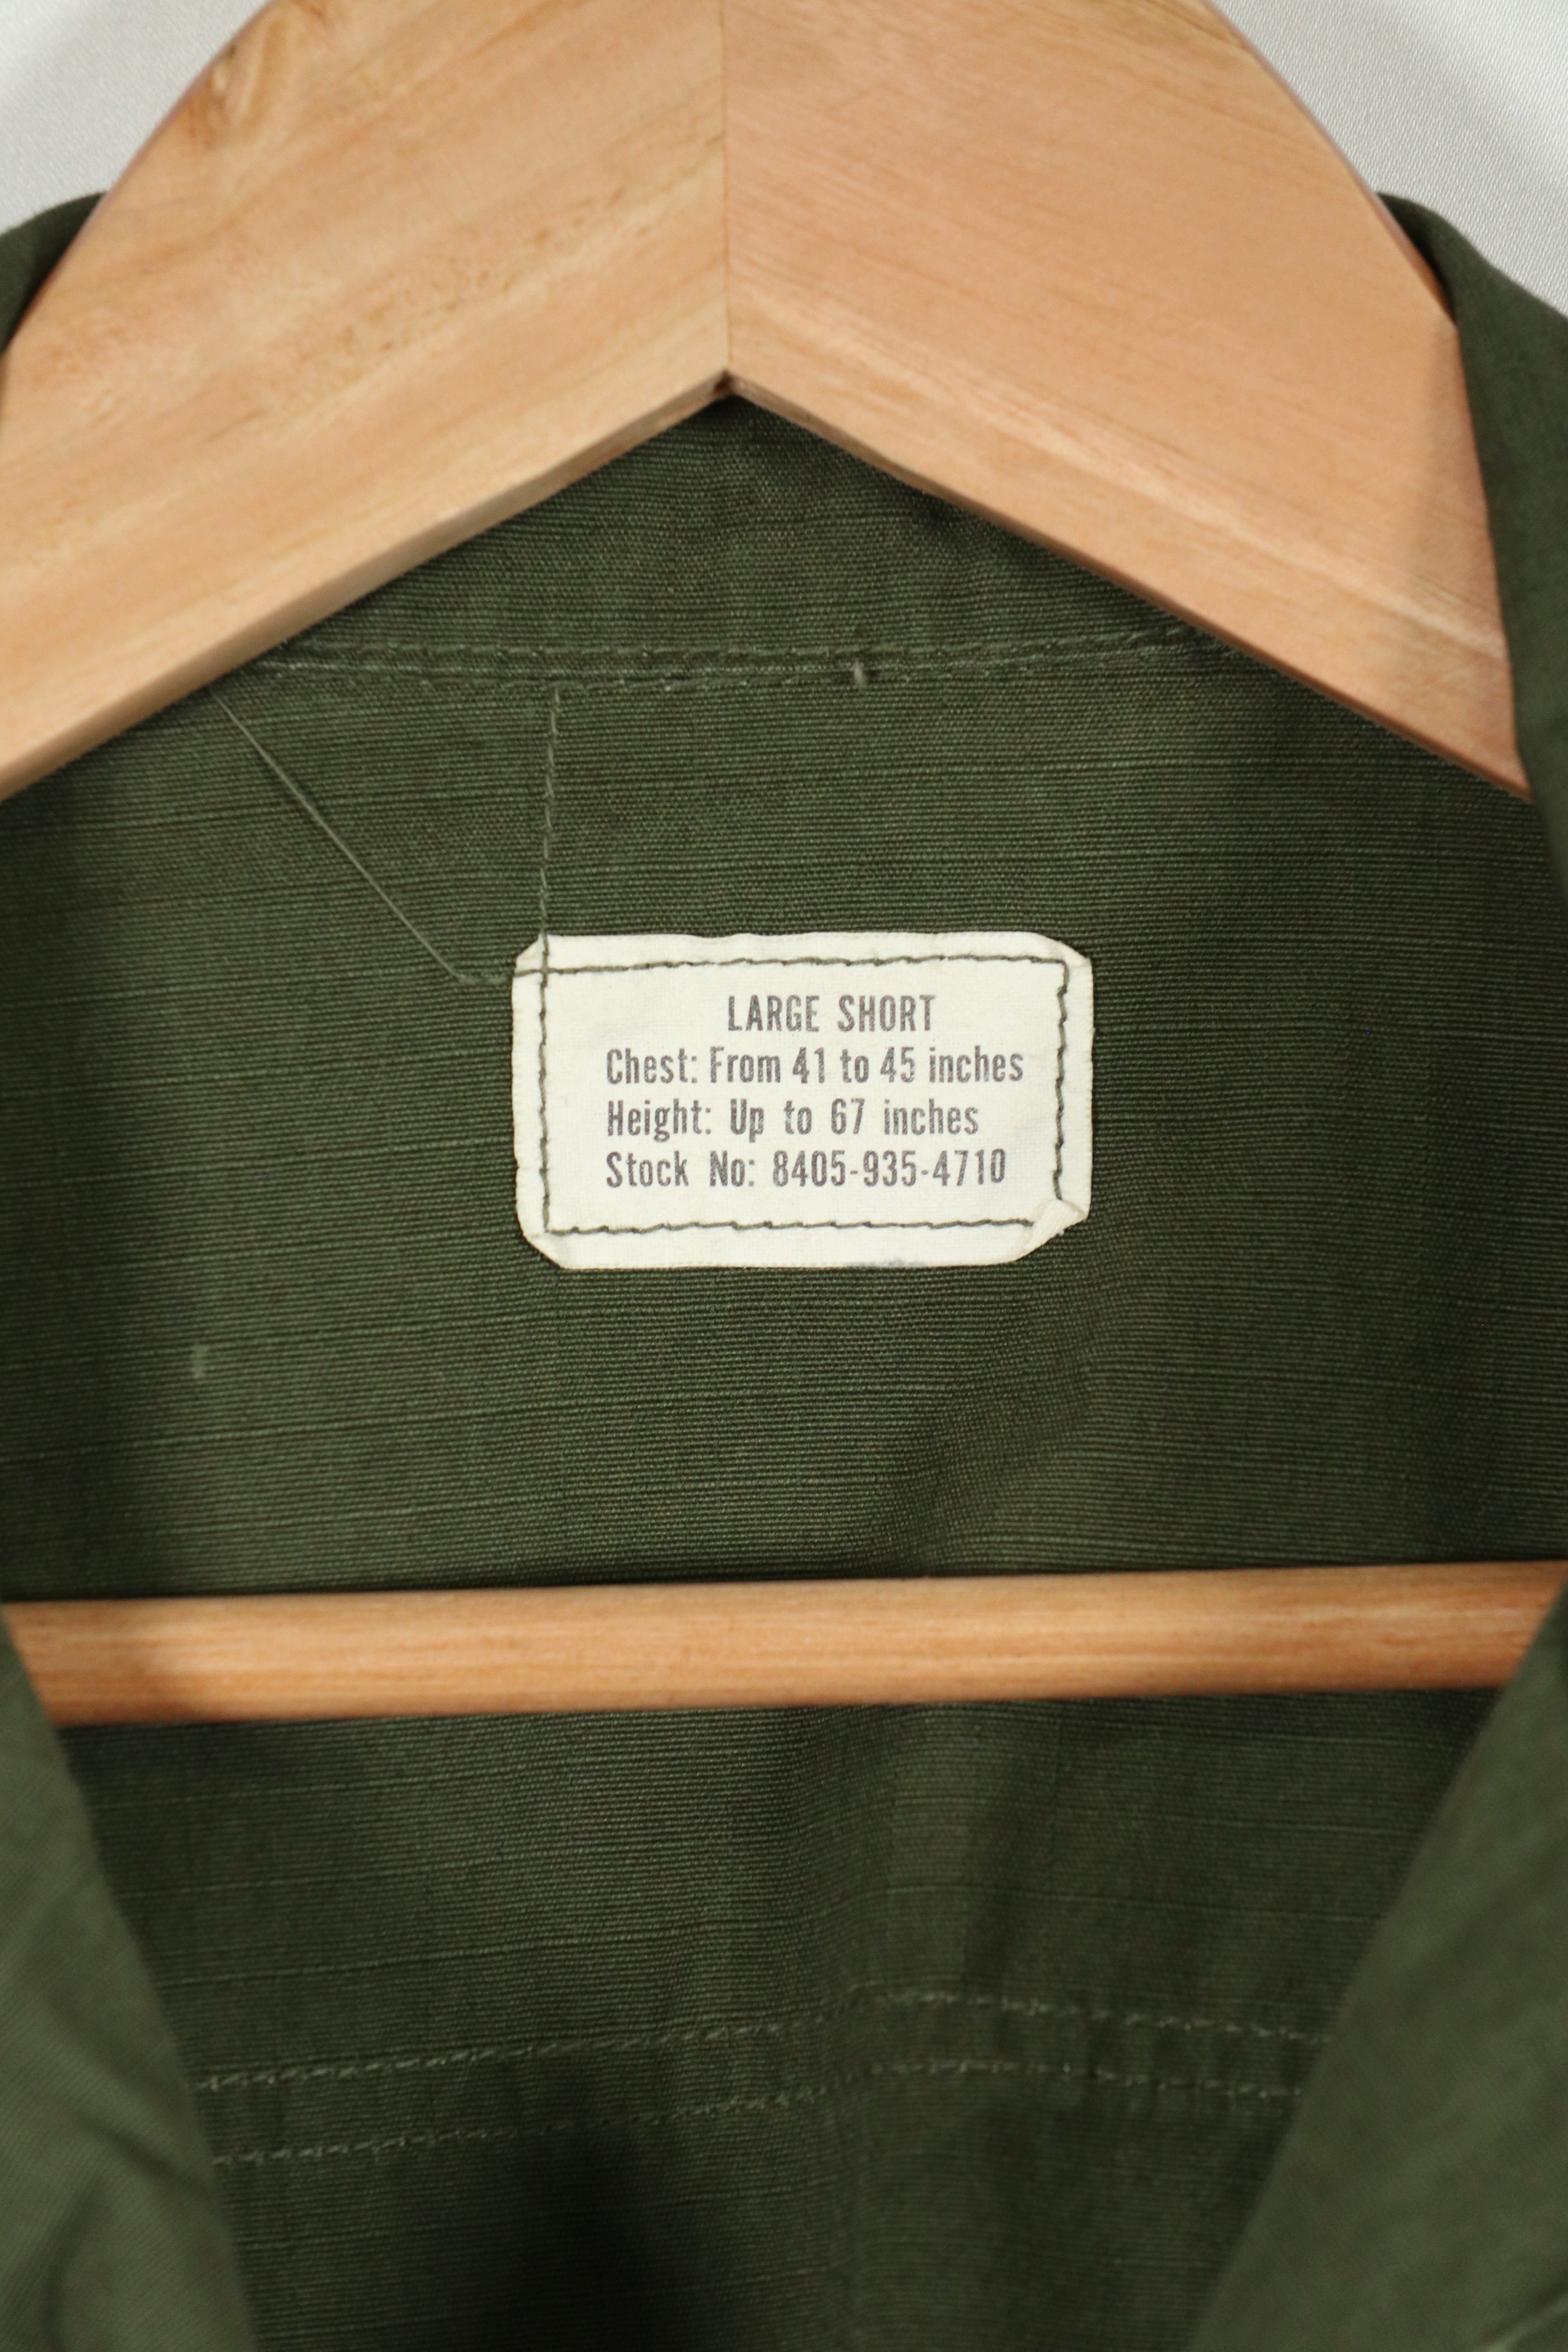 LARGE SHORT
Chest: From 41 to 45 inches
Height: Up to 67 inches
Stock No: 8405-935-4710